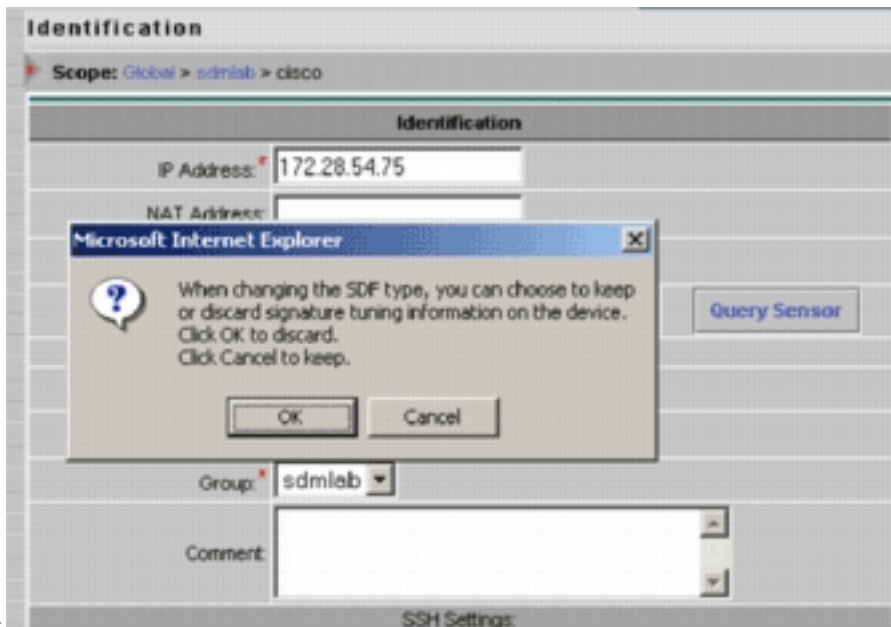 Identification
Scope: Global > sdmlab > cisco
Identification
IP Address:* 172.28.54.75
NAT Address:
Microsoft Internet Explorer
When changing the SDF type, you can choose to keep
or discard signature tuning information on the device.
Click OK to discard.
Click Cancel to keep.
OK Cancel
Query Sensor
Group:* sdmlab
Comment:
SSH Settings: